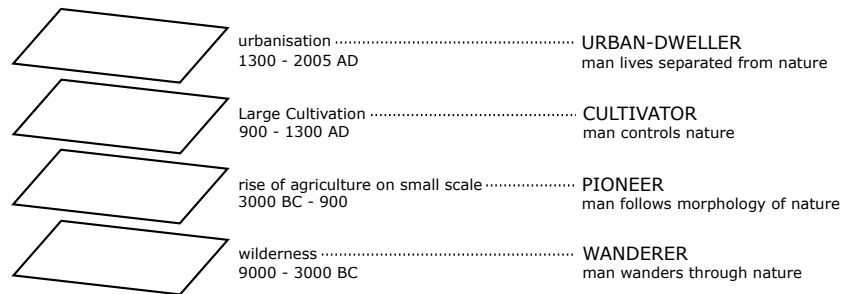 urbanisation ........ URBAN-DWELLER
1300 - 2005 AD man lives separated from nature
Large Cultivation ........ CULTIVATOR
900 - 1300 AD man controls nature
rise of agriculture on small scale ........ PIONEER
3000 BC - 900 man follows morphology of nature
wilderness ........ WANDERER
9000 - 3000 BC man wanders through nature